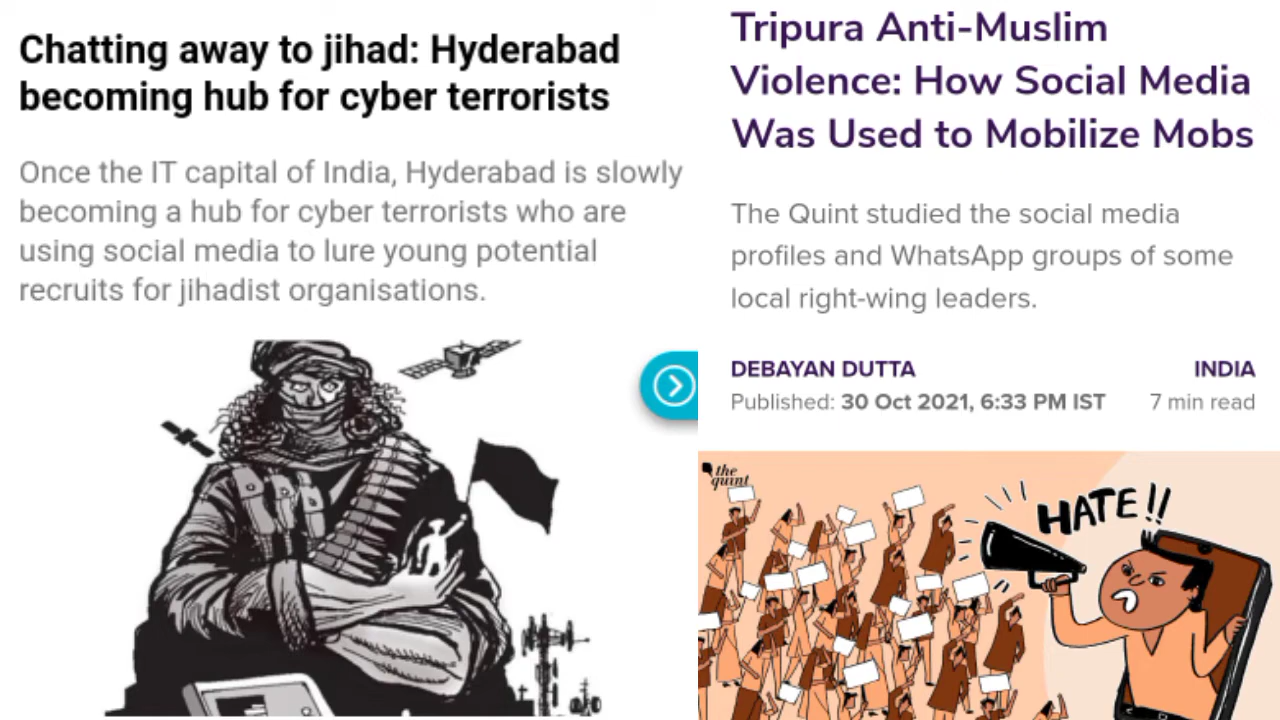 Chatting away to jihad: Hyderabad
becoming hub for cyber terrorists
Once the IT capital of India, Hyderabad is slowly
becoming a hub for cyber terrorists who are
using social media to lure young potential
recruits for jihadist organisations.
Tripura Anti-Muslim
Violence: How Social Media
Was Used to Mobilize Mobs
The Quint studied the social media
profiles and WhatsApp groups of some
local right-wing leaders.
DEBAYAN DUTTA INDIA
Published: 30 Oct 2021, 6:33 PM IST 7 min read
the
quint
HATE!!